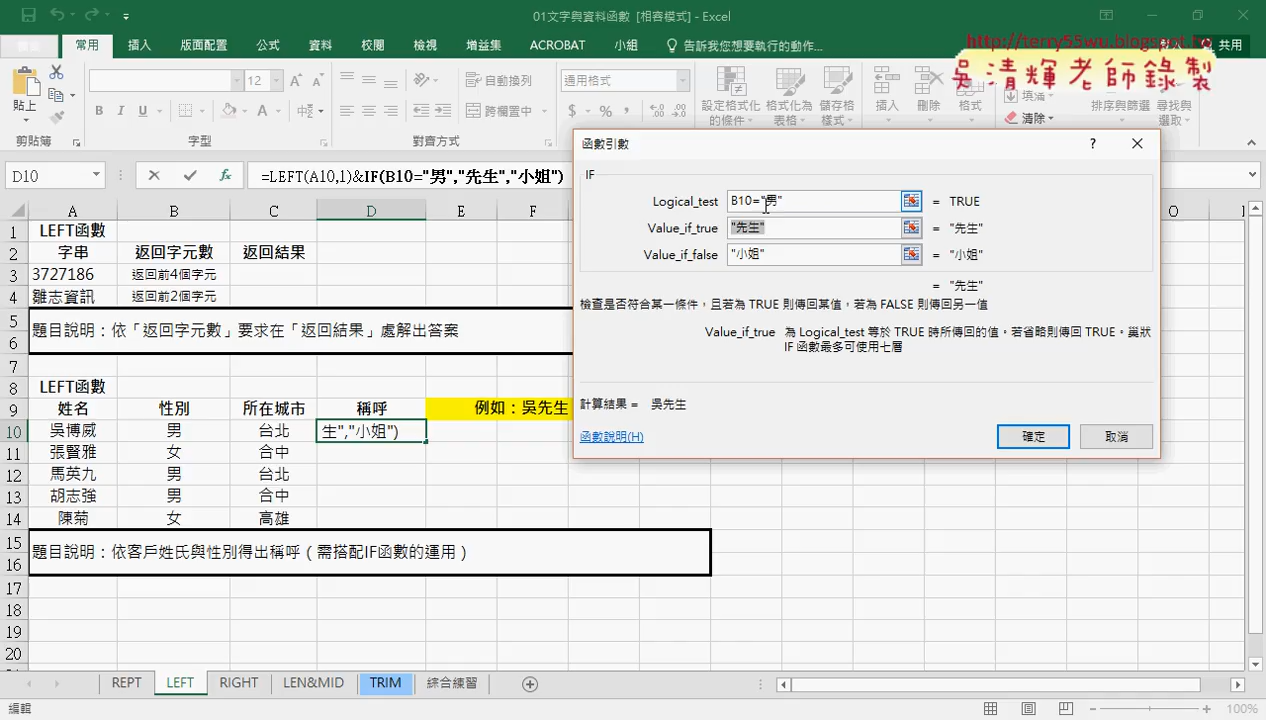 01文字與資料函數 [相容模式] - Excel
http://terry55wu.blogspot.tw
吳清輝老師錄製
常用 插入 版面配置 公式 資料 校閱 檢視 增益集 ACROBAT 小組 告訴我您想要執行的動作... 共用
貼上 12 自動換列 通用格式 設定格式化的條件 格式化為表格 儲存格樣式 插入 刪除 格式 填滿 排序與篩選 尋找與選取
B I U 跨欄置中 $ % 清除
剪貼簿 字型 對齊方式
D10 =LEFT(A10,1)&IF(B10="男","先生","小姐")
A B C D E F O
1 LEFT函數
2 字串 返回字元數 返回結果
3 3727186 返回前4個字元
4 雛志資訊 返回前2個字元
5 題目說明：依「返回字元數」要求在「返回結果」處解出答案
6
7
8 LEFT函數
9 姓名 性別 所在城市 稱呼 例如：吳先生
10 吳博威 男 台北 生","小姐")
11 張賢雅 女 台中
12 馬英九 男 台北
13 胡志強 男 台中
14 陳菊 女 高雄
15 題目說明：依客戶姓氏與性別得出稱呼（需搭配IF函數的運用）
16
17
18
19
20
函數引數 ?
IF
Logical_test B10="男" = TRUE
Value_if_true "先生" = "先生"
Value_if_false "小姐" = "小姐"
= "先生"
檢查是否符合某一條件，且若為 TRUE 則傳回某值，若為 FALSE 則傳回另一值
Value_if_true 為 Logical_test 等於 TRUE 時所傳回的值。若省略則傳回 TRUE。巢狀
IF 函數最多可使用七層
計算結果 = 吳先生
函數說明(H) 確定 取消
REPT LEFT RIGHT LEN&MID TRIM 綜合練習
編輯 100%